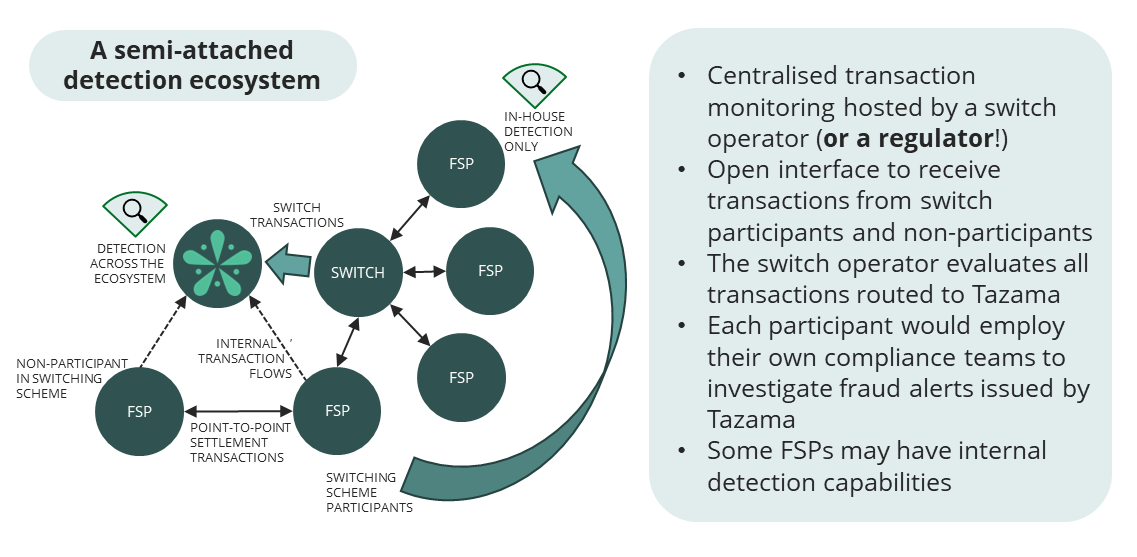 A semi-attached
detection ecosystem
IN-HOUSE
DETECTION
ONLY
FSP
SWITCH
TRANSACTIONS
DETECTION
ACROSS THE
ECOSYSTEM
SWITCH
FSP
INTERNAL
TRANSACTION
FLOWS
FSP
NON-PARTICIPANT
IN SWITCHING
SCHEME
FSP
FSP
POINT-TO-POINT
SETTLEMENT
TRANSACTIONS
SWITCHING
SCHEME
PARTICIPANTS
• Centralised transaction
monitoring hosted by a switch
operator (or a regulator!)
• Open interface to receive
transactions from switch
participants and non-participants
• The switch operator evaluates all
transactions routed to Tazama
• Each participant would employ
their own compliance teams to
investigate fraud alerts issued by
Tazama
• Some FSPs may have internal
detection capabilities